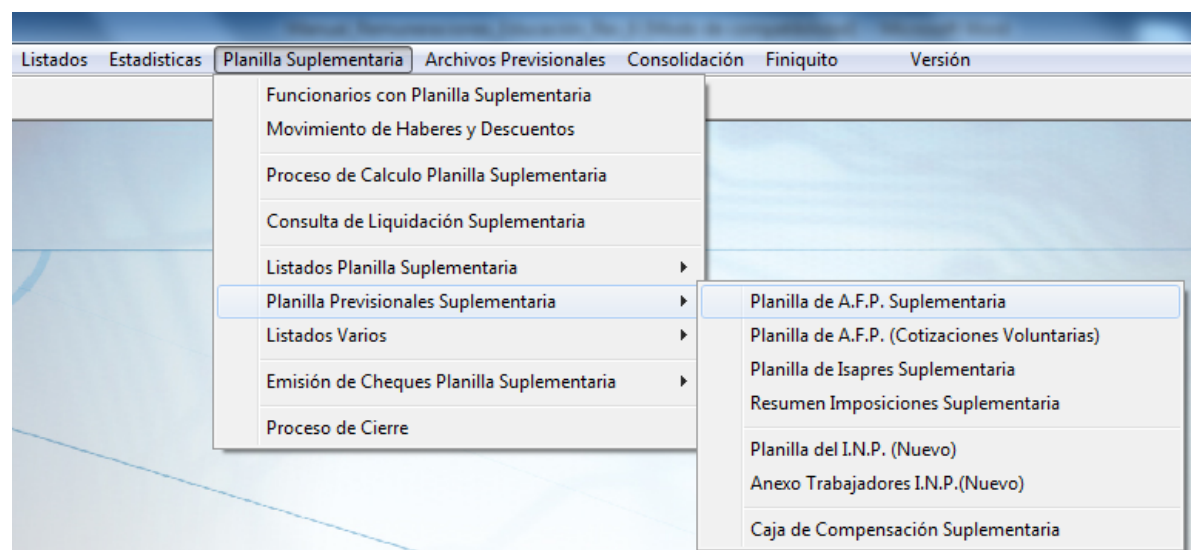 Listados Estadisticas Planilla Suplementaria Archivos Previsionales Consolidación Finiquito Versión
Funcionarios con Planilla Suplementaria
Movimiento de Haberes y Descuentos
Proceso de Calculo Planilla Suplementaria
Consulta de Liquidación Suplementaria
Listados Planilla Suplementaria
Planilla Previsionales Suplementaria
Listados Varios
Emisión de Cheques Planilla Suplementaria
Proceso de Cierre
Planilla de A.F.P. Suplementaria
Planilla de A.F.P. (Cotizaciones Voluntarias)
Planilla de Isapres Suplementaria
Resumen Imposiciones Suplementaria
Planilla del I.N.P. (Nuevo)
Anexo Trabajadores I.N.P.(Nuevo)
Caja de Compensación Suplementaria